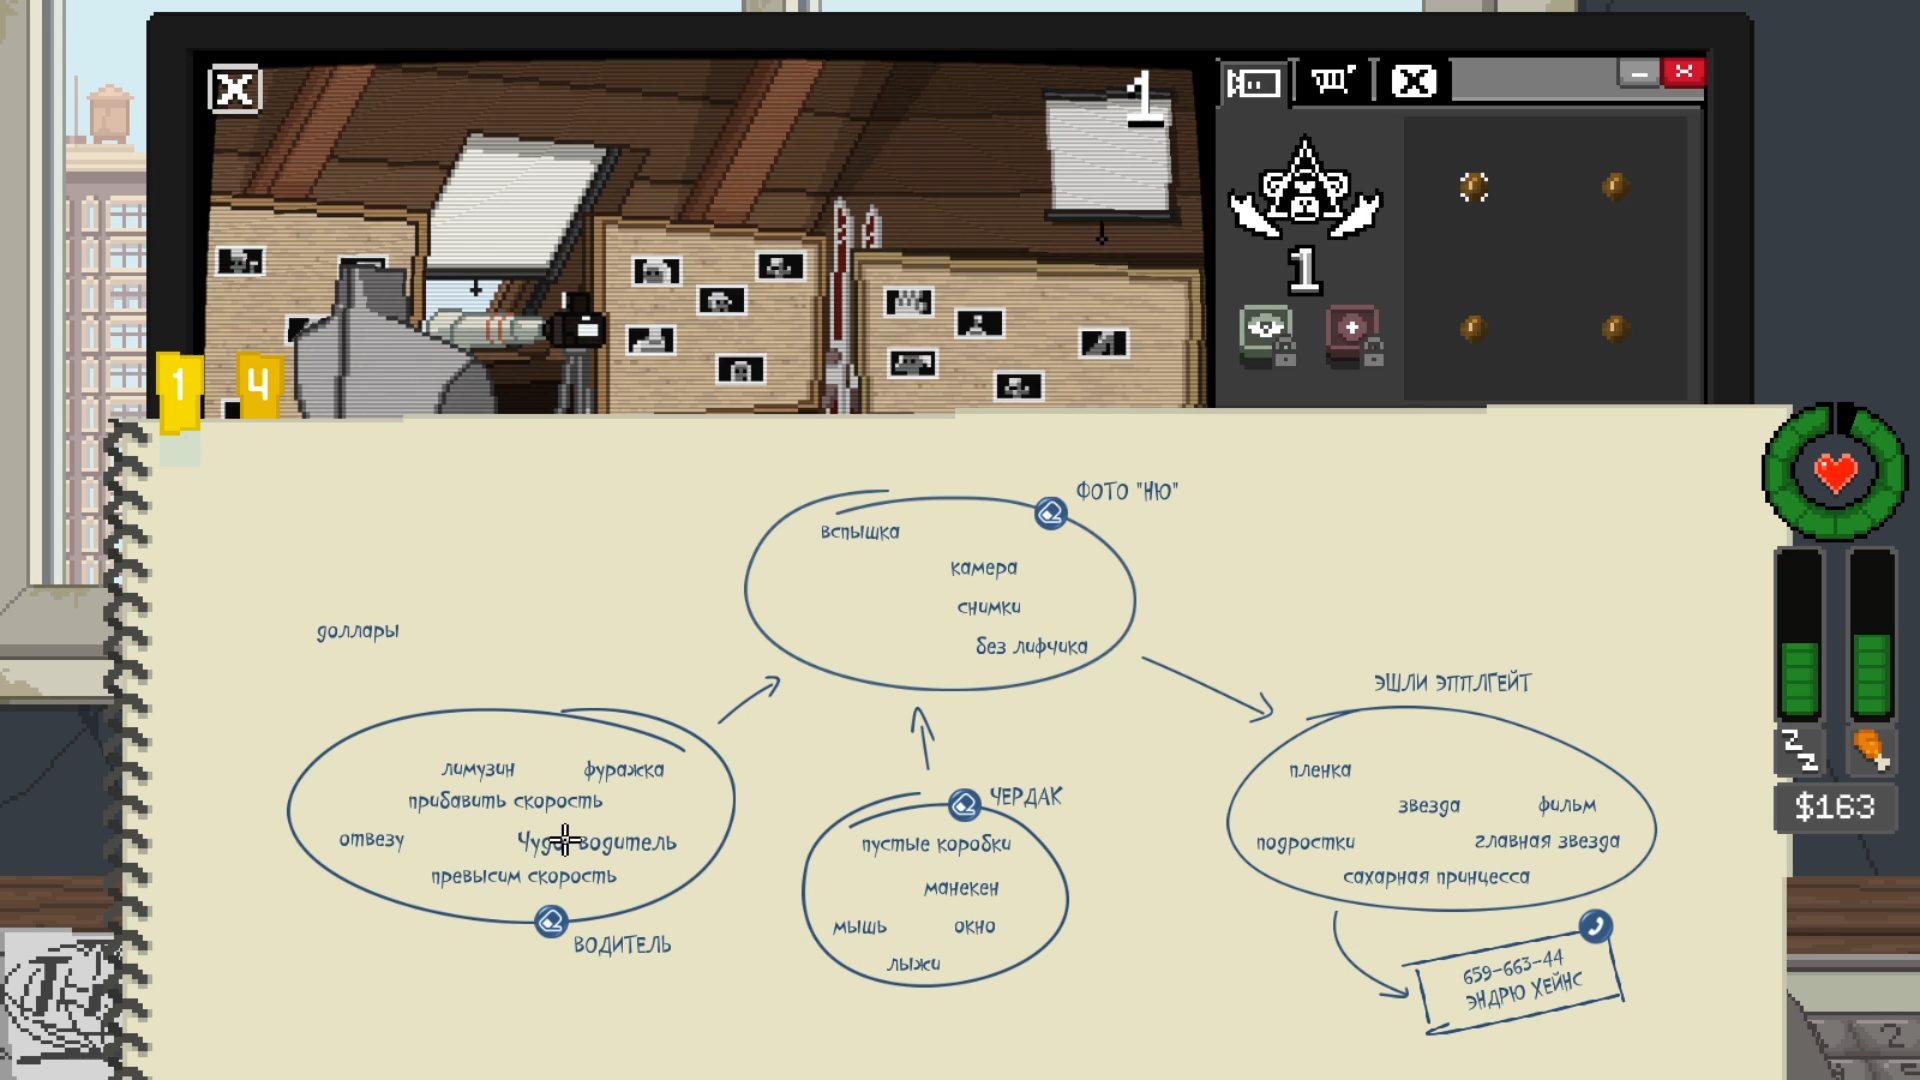 1
1
1
4
ФОТО "НЮ"
вспышка
камера
снимки
без лифчика
доллары
ЭШЛИ ЭППЛГЕЙТ
пленка
звезда
фильм
подростки
главная звезда
сахарная принцесса
лимузин
фуражка
прибавить скорость
отвезу
Чудо водитель
превысим скорость
ВОДИТЕЛЬ
ЧЕРДАК
пустые коробки
манекен
мышь
окно
лыжи
659-663-44
ЭНДРЮ ХЕЙНС
$163
2